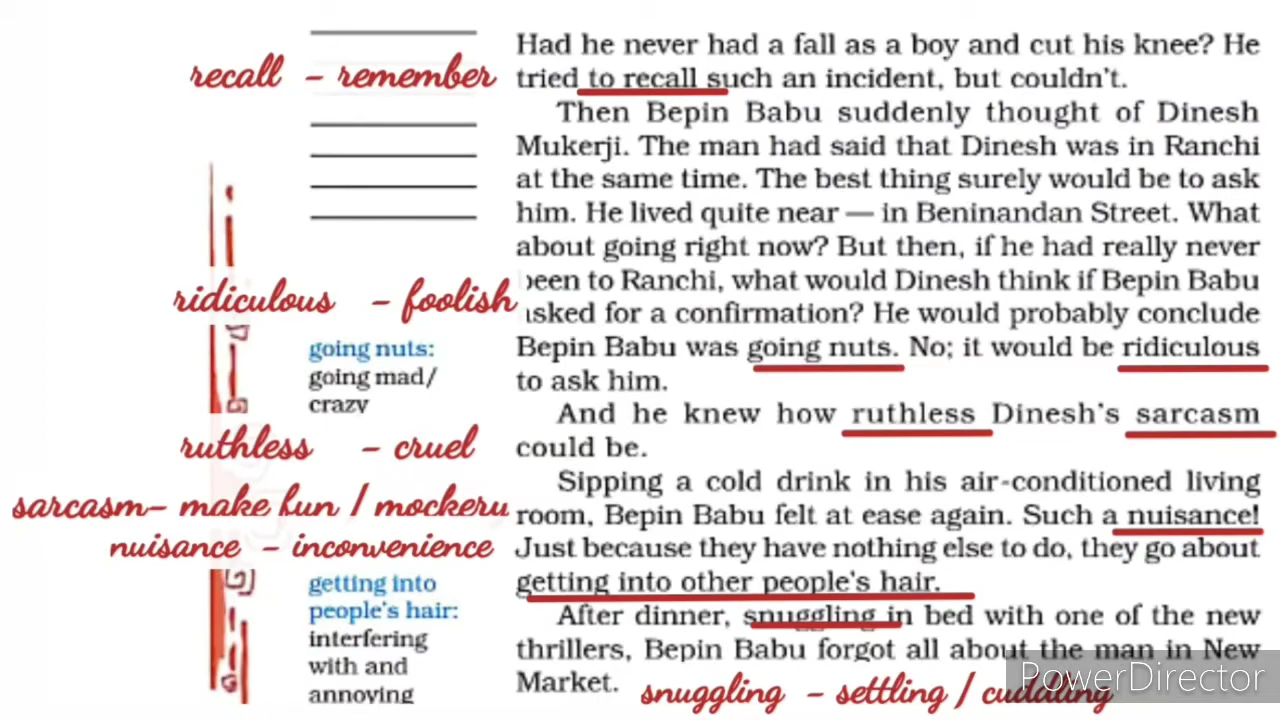 recall – remember
ridiculous – foolish
going nuts:
going mad/
crazy
ruthless – cruel
sarcasm– make fun / mockery
nuisance – inconvenience
getting into
people's hair:
interfering
with and
annoying
Had he never had a fall as a boy and cut his knee? He
tried to recall such an incident, but couldn't.
Then Bepin Babu suddenly thought of Dinesh
Mukerji. The man had said that Dinesh was in Ranchi
at the same time. The best thing surely would be to ask
him. He lived quite near — in Beninandan Street. What
about going right now? But then, if he had really never
been to Ranchi, what would Dinesh think if Bepin Babu
asked for a confirmation? He would probably conclude
Bepin Babu was going nuts. No; it would be ridiculous
to ask him.
And he knew how ruthless Dinesh's sarcasm
could be.
Sipping a cold drink in his air-conditioned living
room, Bepin Babu felt at ease again. Such a nuisance!
Just because they have nothing else to do, they go about
getting into other people's hair.
After dinner, snuggling in bed with one of the new
thrillers, Bepin Babu forgot all about the man in New
Market.
snuggling – settling / cuddling
PowerDirector